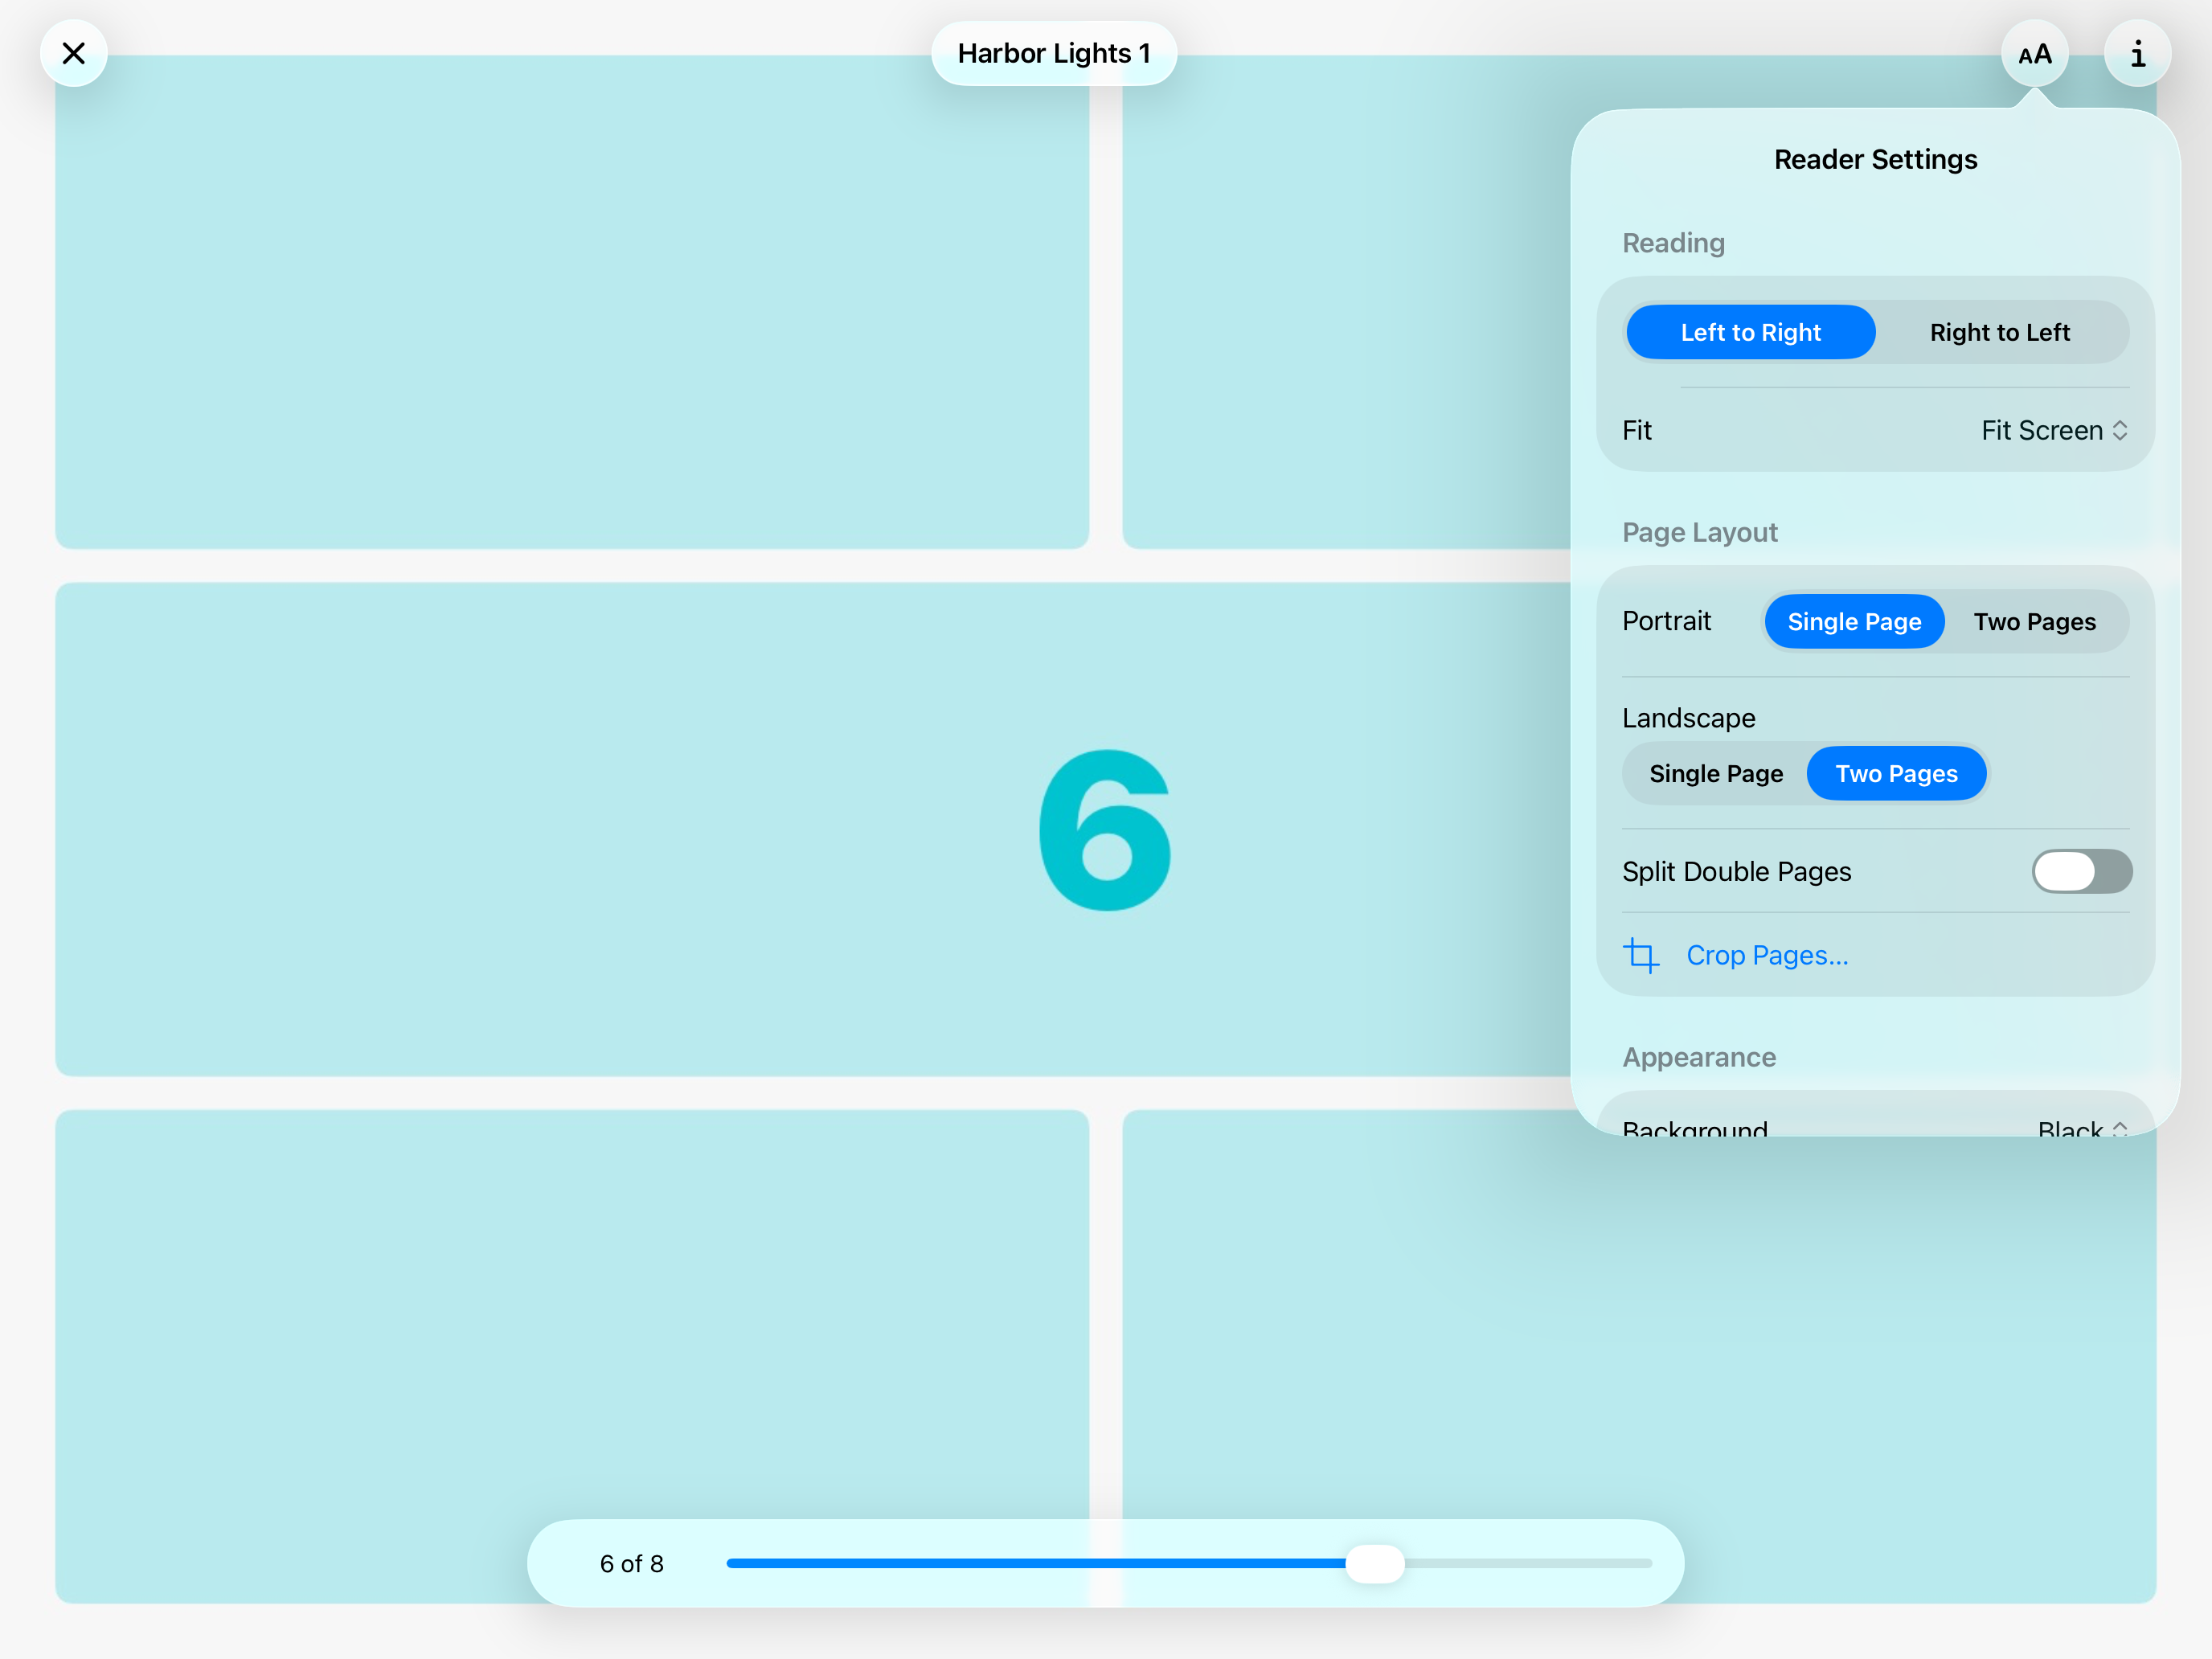 Harbor Lights 1
AA
i
Reader Settings
Reading
Left to Right Right to Left
Fit Fit Screen
Page Layout
Portrait Single Page Two Pages
Landscape
Single Page Two Pages
Split Double Pages
Crop Pages...
Appearance
Background Black
6
6 of 8